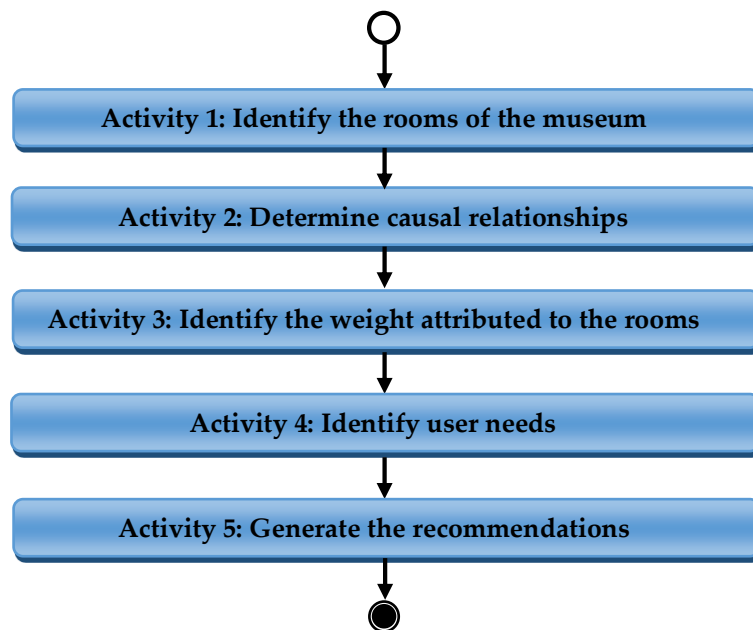 Activity 1: Identify the rooms of the museum
Activity 2: Determine causal relationships
Activity 3: Identify the weight attributed to the rooms
Activity 4: Identify user needs
Activity 5: Generate the recommendations